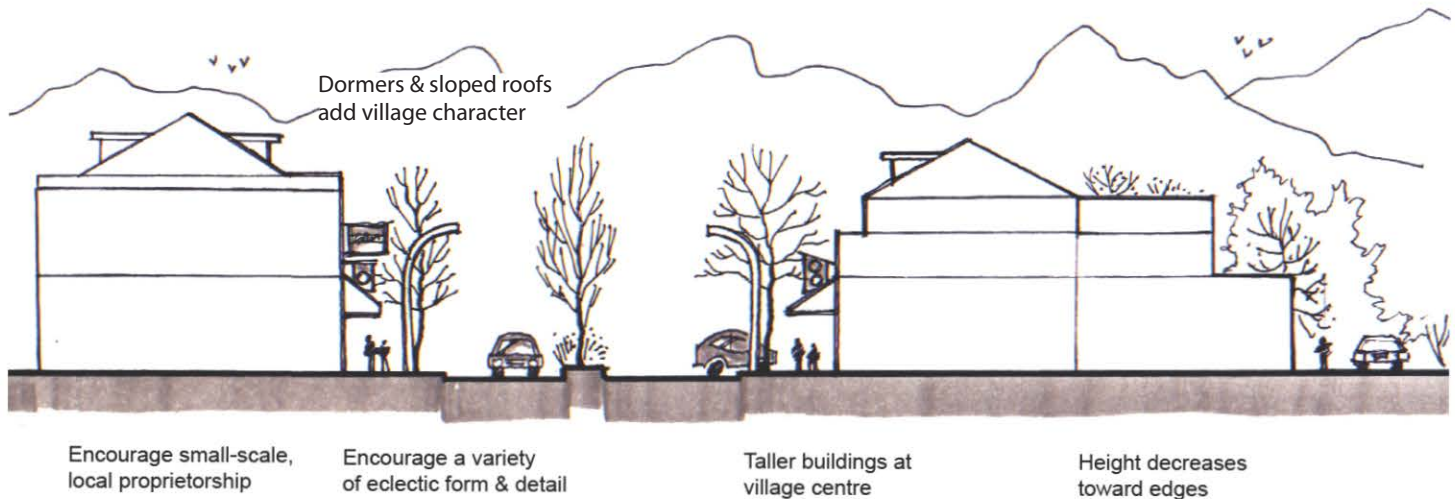 Dormers & sloped roofs
add village character
Encourage small-scale,
local proprietorship
Encourage a variety
of eclectic form & detail
Taller buildings at
village centre
Height decreases
toward edges